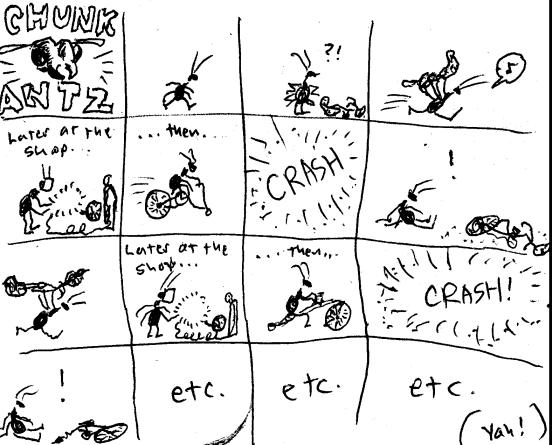 CHUNK
ANTZ
?!
♪
Later at the
shop...
...then...
CRASH
!
Later at the
shop...
....then...
CRASH!
!
etc.
etc.
etc.
(Yah!)